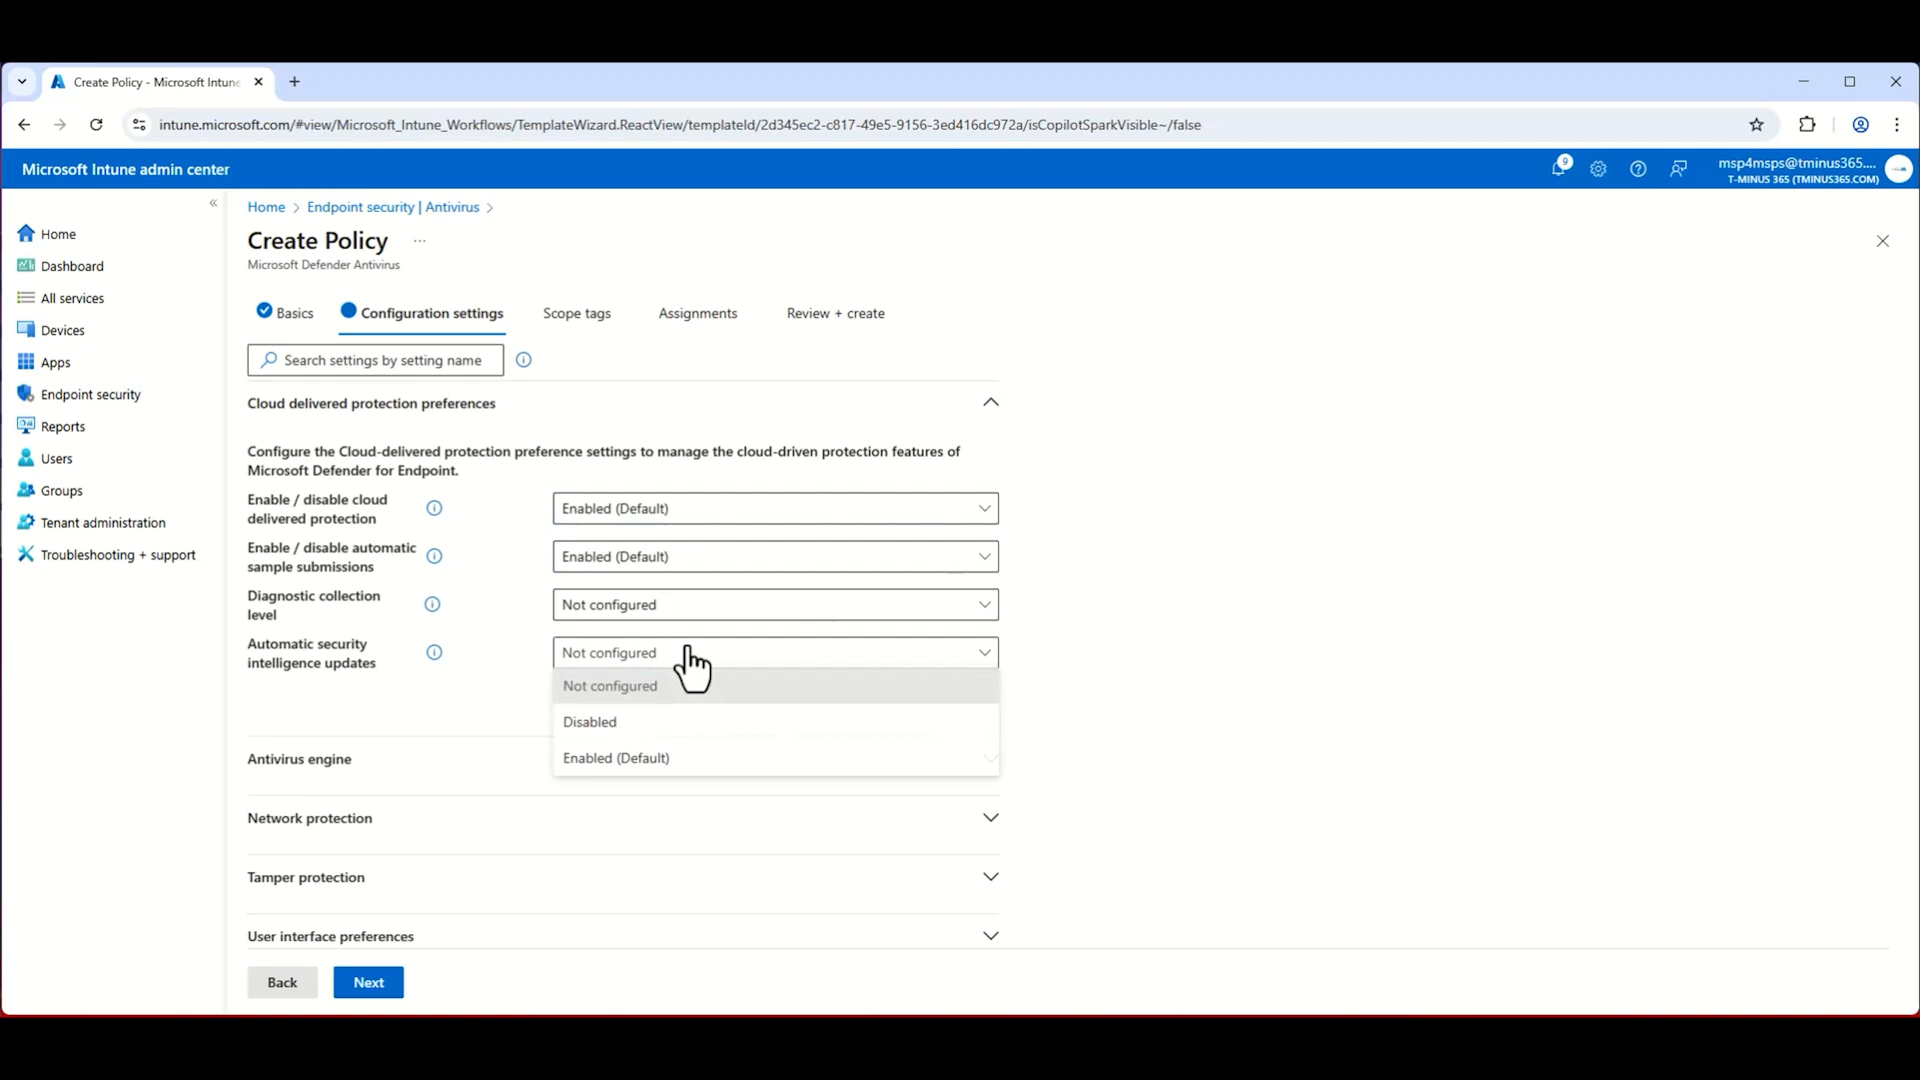 Create Policy - Microsoft Intune
intune.microsoft.com/#view/Microsoft_Intune_Workflows/TemplateWizard.ReactView/templateId/2d345ec2-c817-49e5-9156-3ed416dc972a/isCopilotSparkVisible~/false
Microsoft Intune admin center
9
msp4msps@tminus365....
T-MINUS 365 (TMINUS365.COM)
Home
Dashboard
All services
Devices
Apps
Endpoint security
Reports
Users
Groups
Tenant administration
Troubleshooting + support
Home > Endpoint security | Antivirus >
Create Policy ...
Microsoft Defender Antivirus
Basics Configuration settings Scope tags Assignments Review + create
Search settings by setting name
Cloud delivered protection preferences
Configure the Cloud-delivered protection preference settings to manage the cloud-driven protection features of
Microsoft Defender for Endpoint.
Enable / disable cloud
delivered protection
Enabled (Default)
Enable / disable automatic
sample submissions
Enabled (Default)
Diagnostic collection
level
Not configured
Automatic security
intelligence updates
Not configured
Not configured
Disabled
Enabled (Default)
Antivirus engine
Network protection
Tamper protection
User interface preferences
Back Next